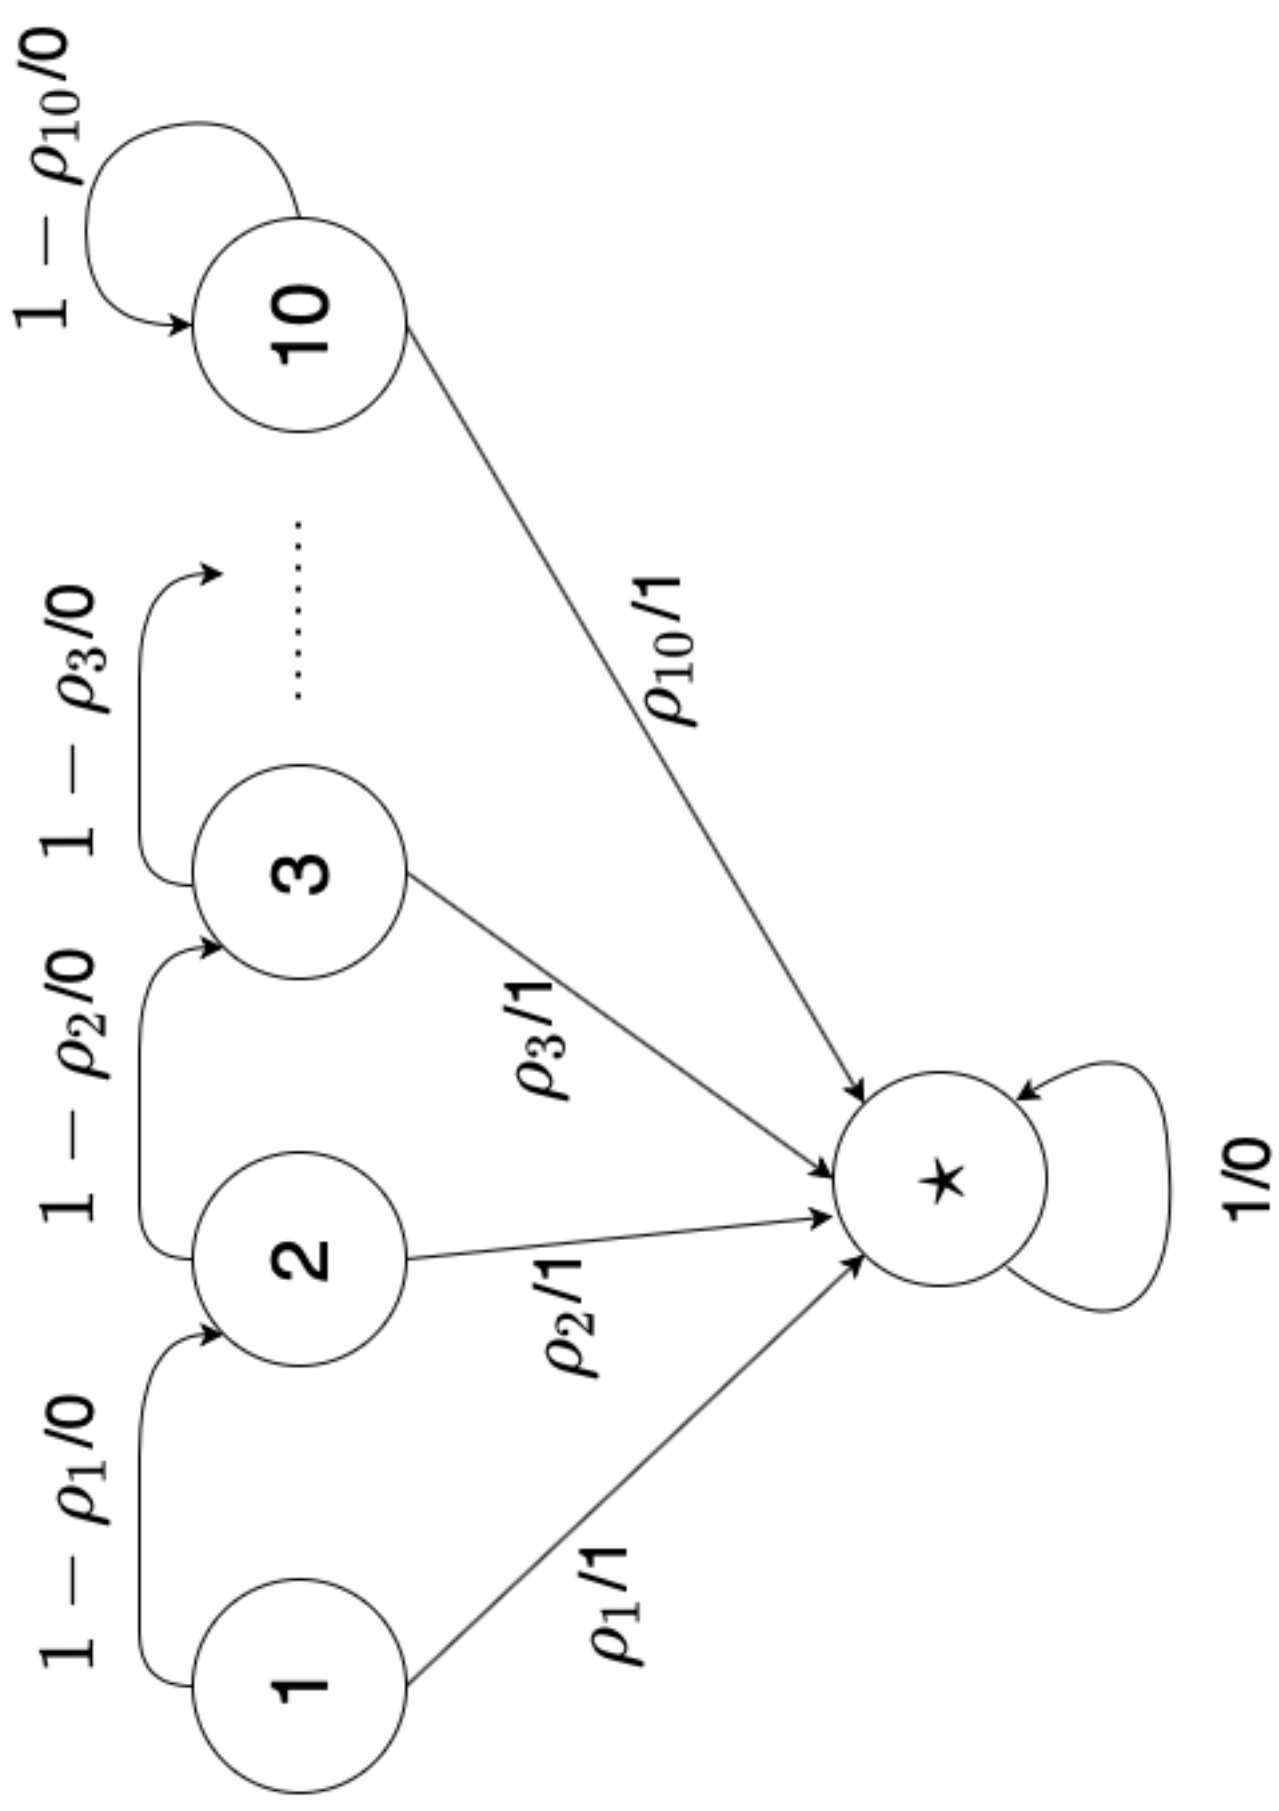 1 − ρ₁/0
1 − ρ₂/0
1 − ρ₃/0
1 − ρ₁₀/0
1
2
3
.......
10
ρ₁/1
ρ₂/1
ρ₃/1
ρ₁₀/1
★
1/0